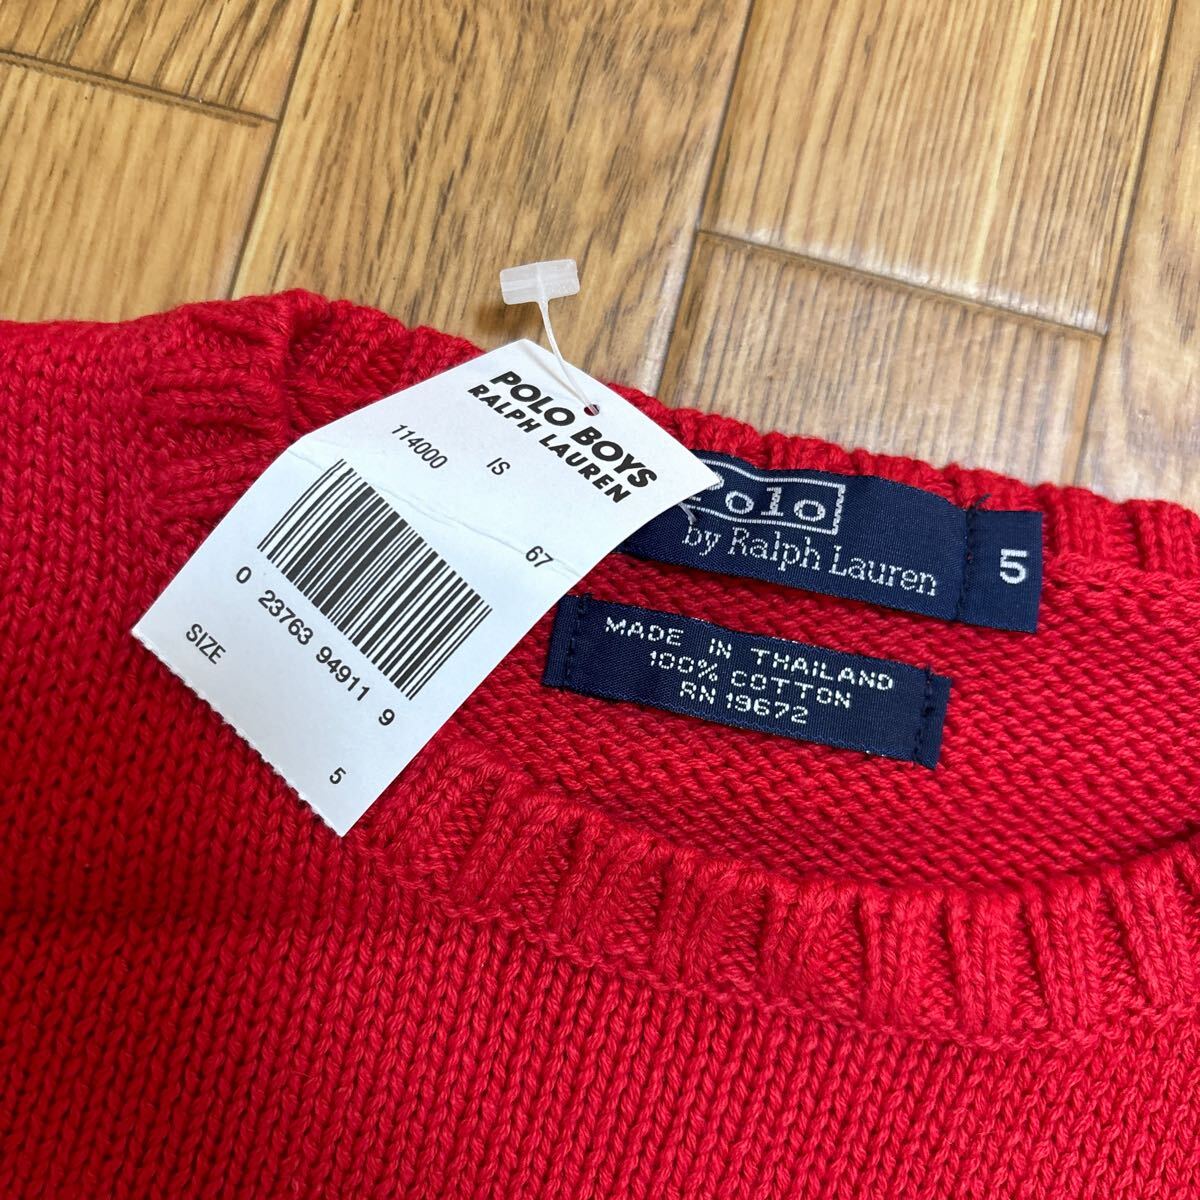 POLO BOYS
RALPH LAUREN
114000 IS 67
0 23763 94911 9
SIZE 5
Polo
by Ralph Lauren
5
MADE IN THAILAND
100% COTTON
RN 19672